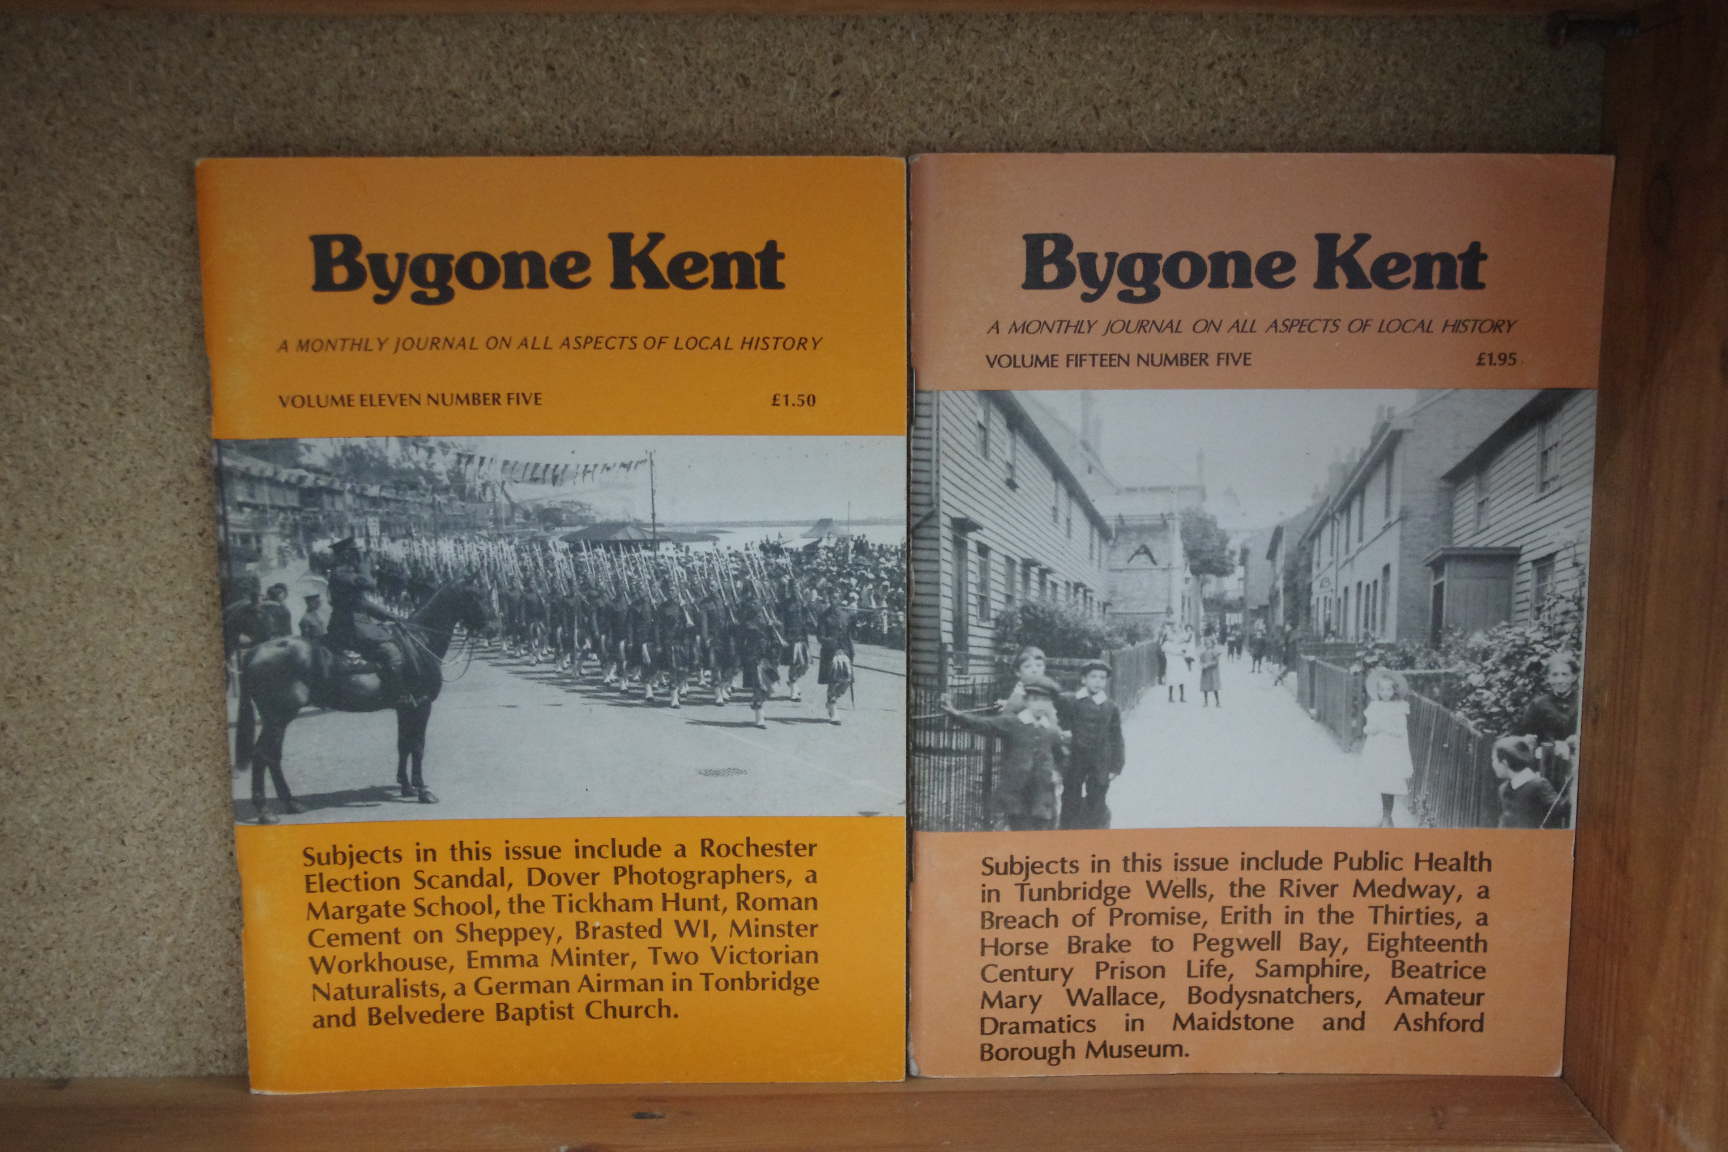 Bygone Kent
A MONTHLY JOURNAL ON ALL ASPECTS OF LOCAL HISTORY
VOLUME ELEVEN NUMBER FIVE £1.50
Subjects in this issue include a Rochester
Election Scandal, Dover Photographers, a
Margate School, the Tickham Hunt, Roman
Cement on Sheppey, Brasted WI, Minster
Workhouse, Emma Minter, Two Victorian
Naturalists, a German Airman in Tonbridge
and Belvedere Baptist Church.
Bygone Kent
A MONTHLY JOURNAL ON ALL ASPECTS OF LOCAL HISTORY
VOLUME FIFTEEN NUMBER FIVE £1.95
Subjects in this issue include Public Health
in Tunbridge Wells, the River Medway, a
Breach of Promise, Erith in the Thirties, a
Horse Brake to Pegwell Bay, Eighteenth
Century Prison Life, Samphire, Beatrice
Mary Wallace, Bodysnatchers, Amateur
Dramatics in Maidstone and Ashford
Borough Museum.